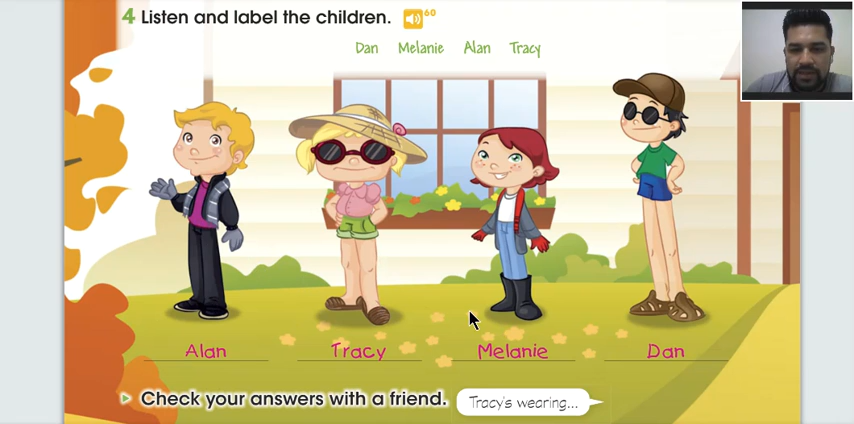 4 Listen and label the children. 60
Dan Melanie Alan Tracy
Alan Tracy Melanie Dan
Check your answers with a friend. Tracy's wearing...